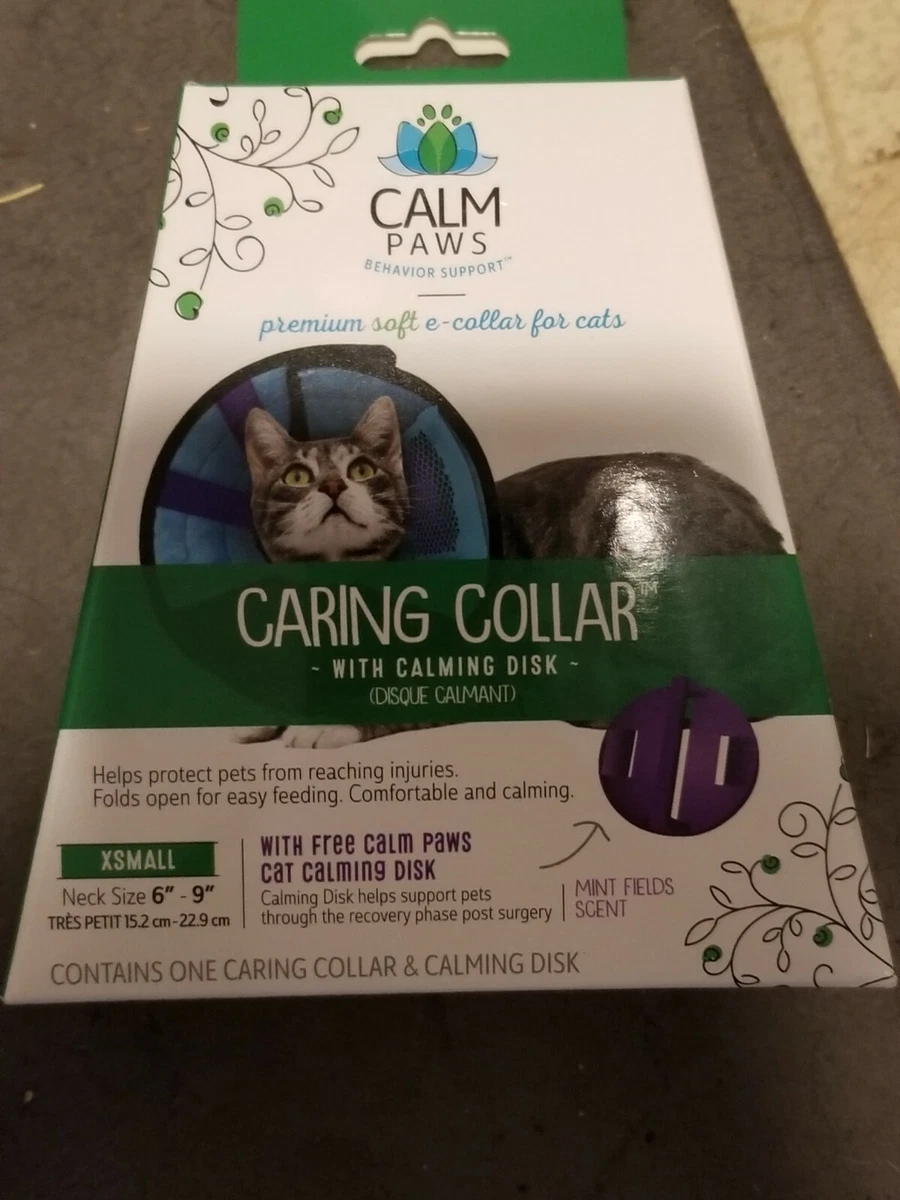 CALM
PAWS
BEHAVIOR SUPPORT™
premium soft e-collar for cats
CARING COLLAR™
~ WITH CALMING DISK ~
(DISQUE CALMANT)
Helps protect pets from reaching injuries.
Folds open for easy feeding. Comfortable and calming.
XSMALL
Neck Size 6” - 9”
TRÈS PETIT 15.2 cm-22.9 cm
WITH Free CaLM PaWS
CaT CaLMING DISK
Calming Disk helps support pets
through the recovery phase post surgery
MINT FIELDS
SCENT
CONTAINS ONE CARING COLLAR & CALMING DISK